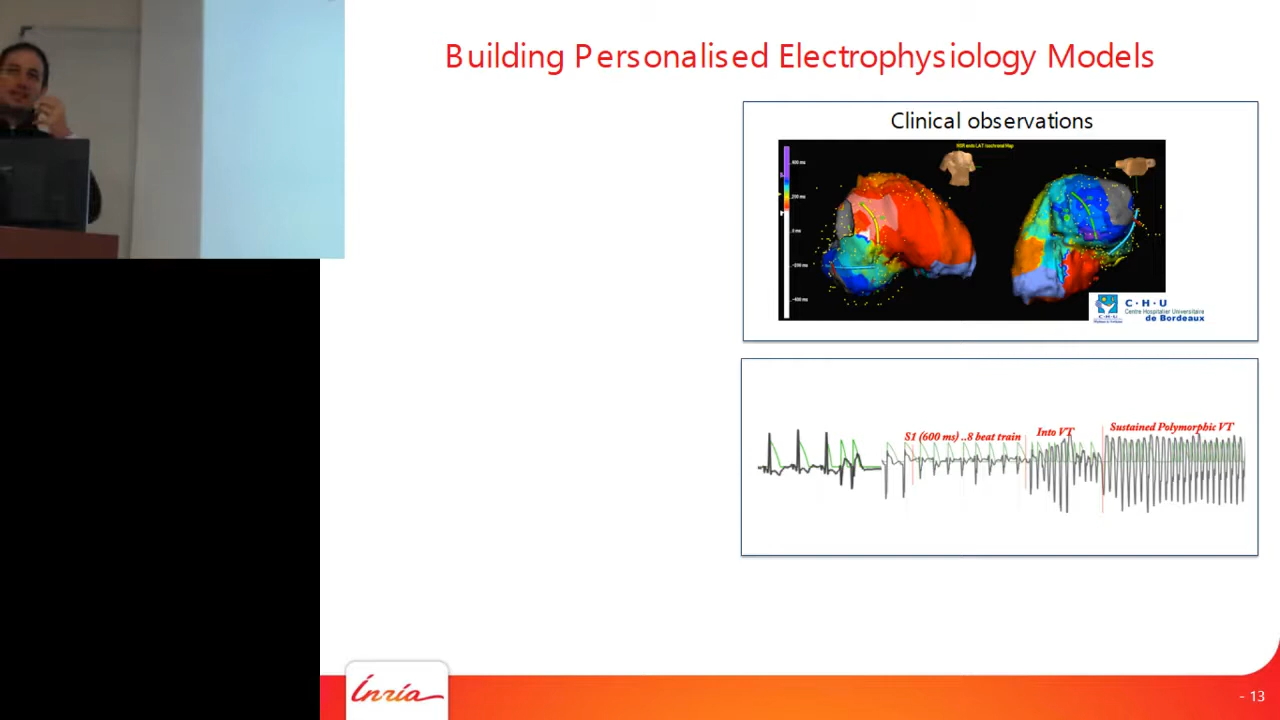 Building Personalised Electrophysiology Models
Clinical observations
C·H·U
Centre Hospitalier Universitaire
de Bordeaux
S1 (600 ms) ..8 beat train
Into VT
Sustained Polymorphic VT
Inria
- 13